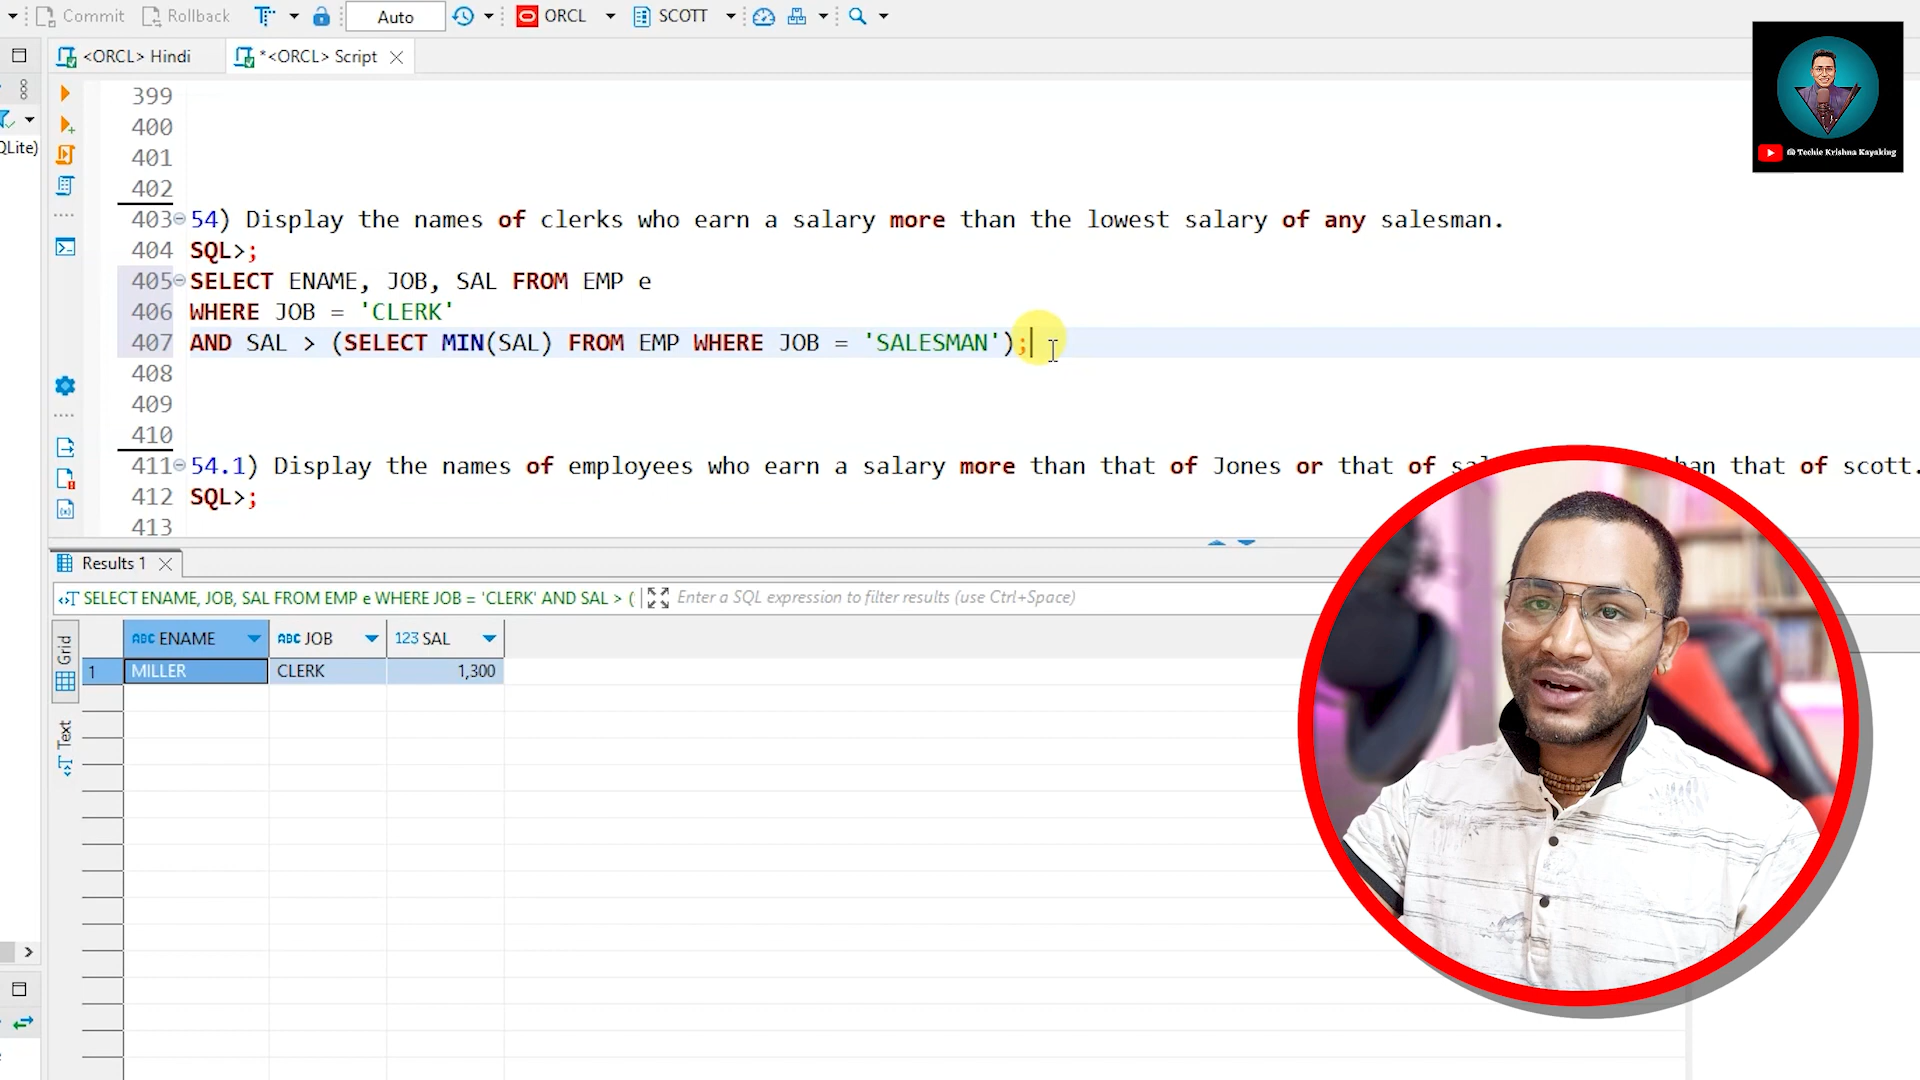 Commit Rollback Auto ORCL SCOTT
<ORCL> Hindi *<ORCL> Script
QLite)
Techie Krishna Kayaking
399
400
401
402
403 54) Display the names of clerks who earn a salary more than the lowest salary of any salesman.
404 SQL>;
405 SELECT ENAME, JOB, SAL FROM EMP e
406 WHERE JOB = 'CLERK'
407 AND SAL > (SELECT MIN(SAL) FROM EMP WHERE JOB = 'SALESMAN');
408
409
410
411 54.1) Display the names of employees who earn a salary more than that of Jones or that of that of scott.
412 SQL>;
413
Results 1
SELECT ENAME, JOB, SAL FROM EMP e WHERE JOB = 'CLERK' AND SAL > ( Enter a SQL expression to filter results (use Ctrl+Space)
Grid
ABC ENAME ABC JOB 123 SAL
1 MILLER CLERK 1,300
Text